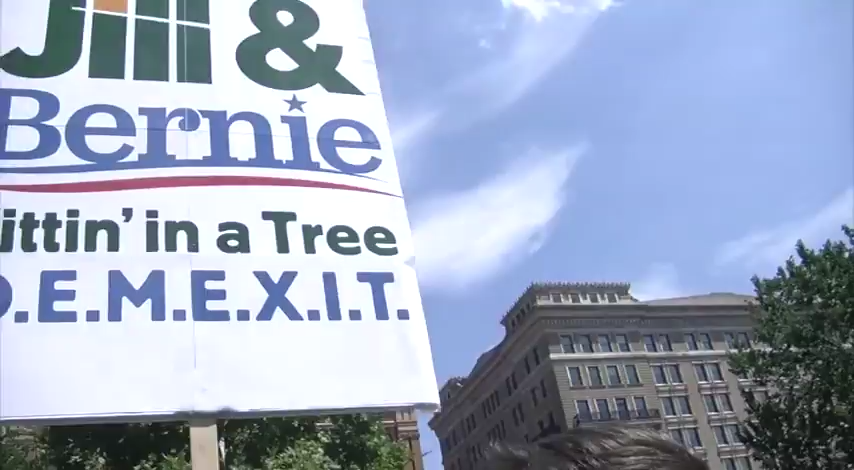 Jill &
Bernie
ittin' in a Tree
D.E.M.E.X.I.T.